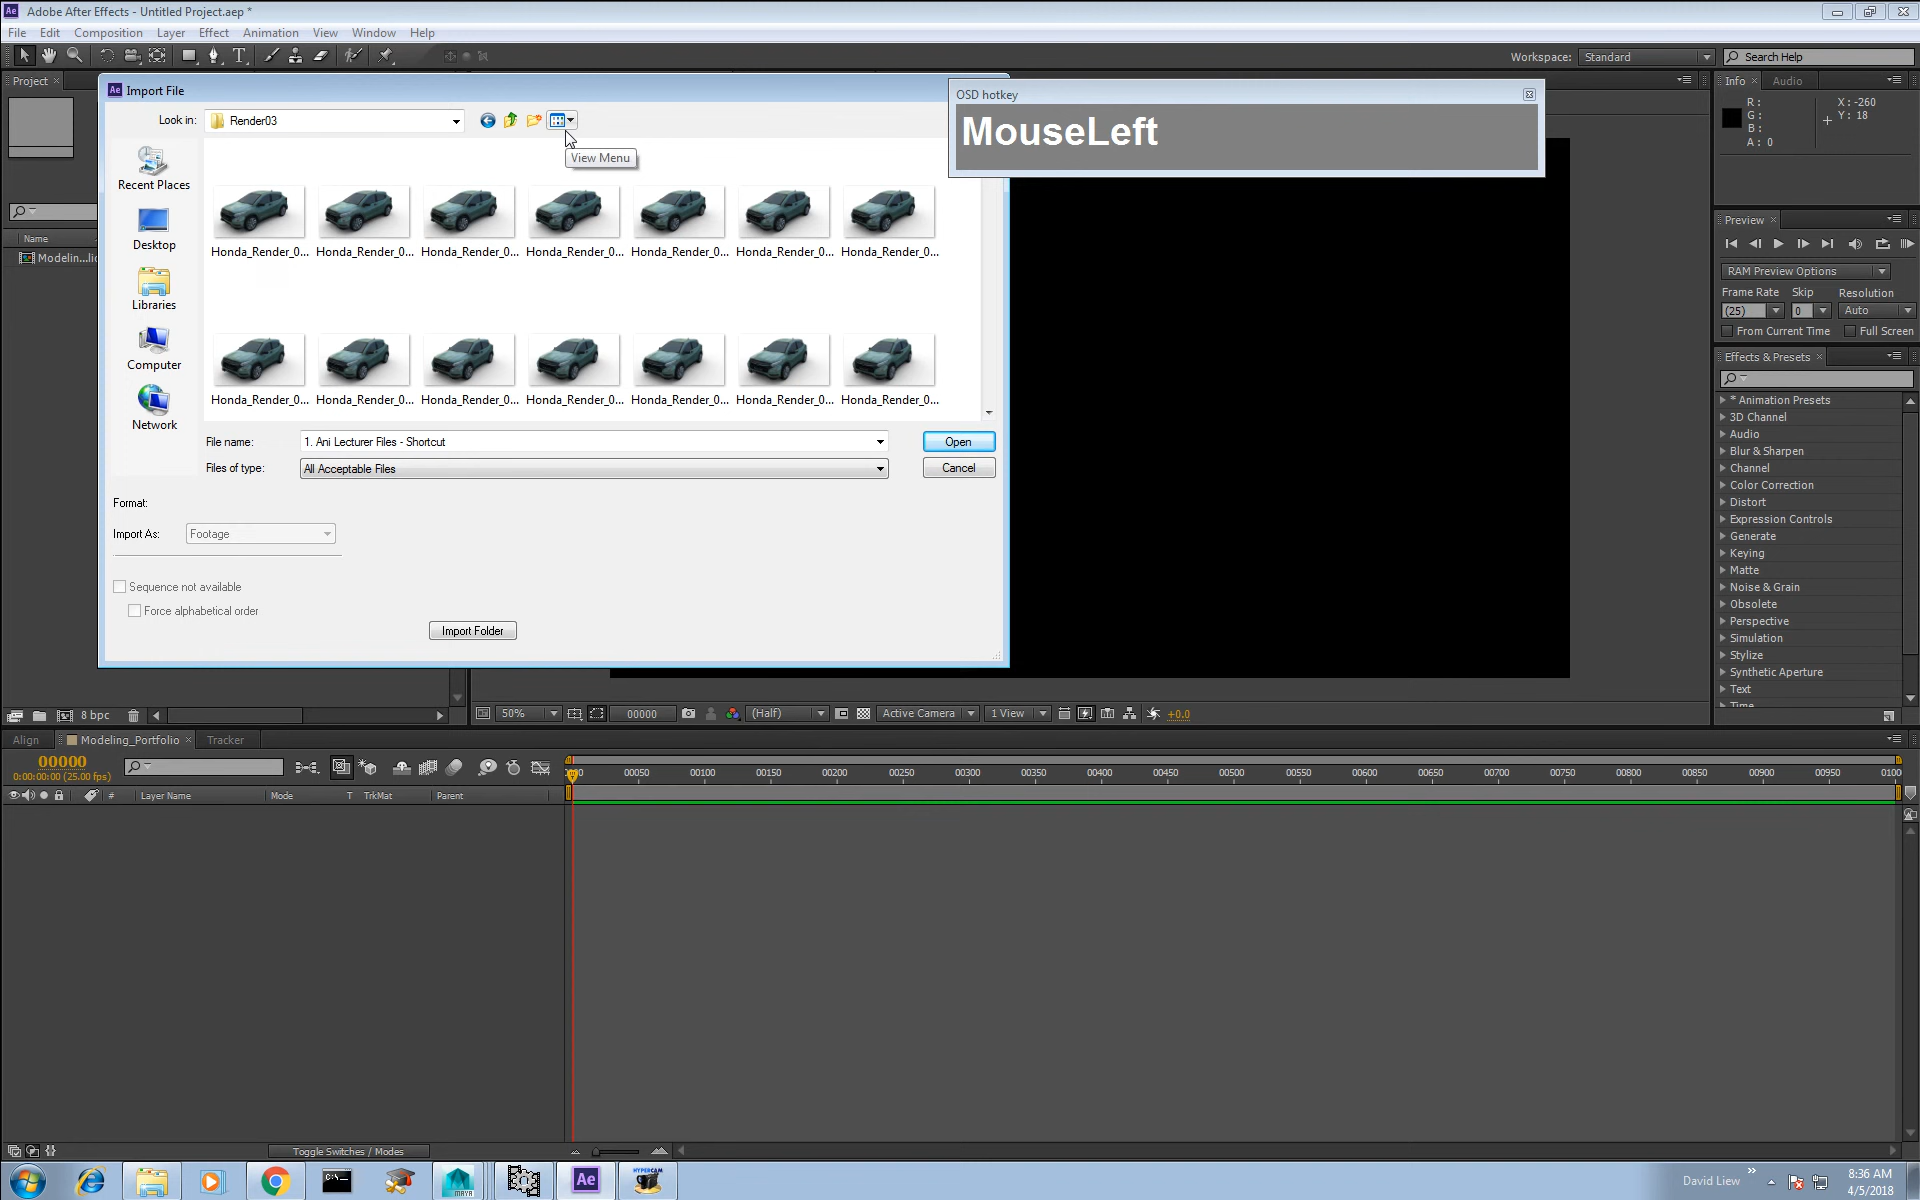 Adobe After Effects - Untitled Project.aep *
File Edit Composition Layer Effect Animation View Window Help
Workspace: Standard Search Help
Project
Name
Modelin...lic
Import File
Look in: Render03
View Menu
Recent Places
Desktop
Libraries
Computer
Network
Honda_Render_0... Honda_Render_0... Honda_Render_0... Honda_Render_0... Honda_Render_0... Honda_Render_0... Honda_Render_0...
Honda_Render_0... Honda_Render_0... Honda_Render_0... Honda_Render_0... Honda_Render_0... Honda_Render_0... Honda_Render_0...
File name: 1. Ani Lecturer Files - Shortcut Open
Files of type: All Acceptable Files Cancel
Format:
Import As: Footage
Sequence not available
Force alphabetical order
Import Folder
OSD hotkey
MouseLeft
Info Audio
R: X: -260
G: Y: 18
B:
A: 0
Preview
RAM Preview Options
Frame Rate Skip Resolution
(25) 0 Auto
From Current Time Full Screen
Effects & Presets
* Animation Presets
3D Channel
Audio
Blur & Sharpen
Channel
Color Correction
Distort
Expression Controls
Generate
Keying
Matte
Noise & Grain
Obsolete
Perspective
Simulation
Stylize
Synthetic Aperture
Text
Time
8 bpc
50% 00000 (Half) Active Camera 1 View +0.0
Align Modeling_Portfolio Tracker
00000
0:00:00:00 (25.00 fps)
00050 00100 00150 00200 00250 00300 00350 00400 00450 00500 00550 00600 00650 00700 00750 00800 00850 00900 00950 0100
# Layer Name Mode T TrkMat Parent
Toggle Switches / Modes
C:\_
MAYA
Ae
HYPERCAM
David Liew
8:36 AM
4/5/2018